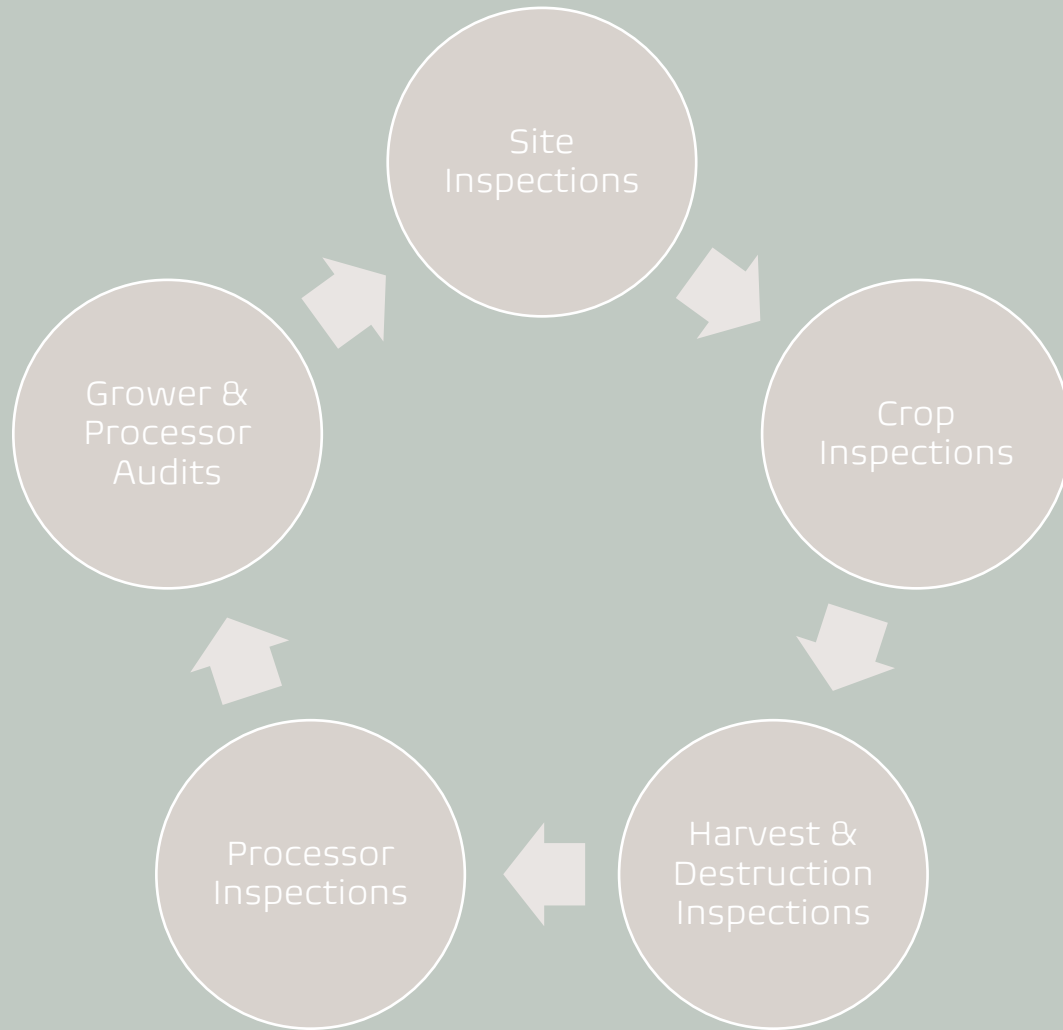 Site
Inspections
Crop
Inspections
Harvest &
Destruction
Inspections
Processor
Inspections
Grower &
Processor
Audits